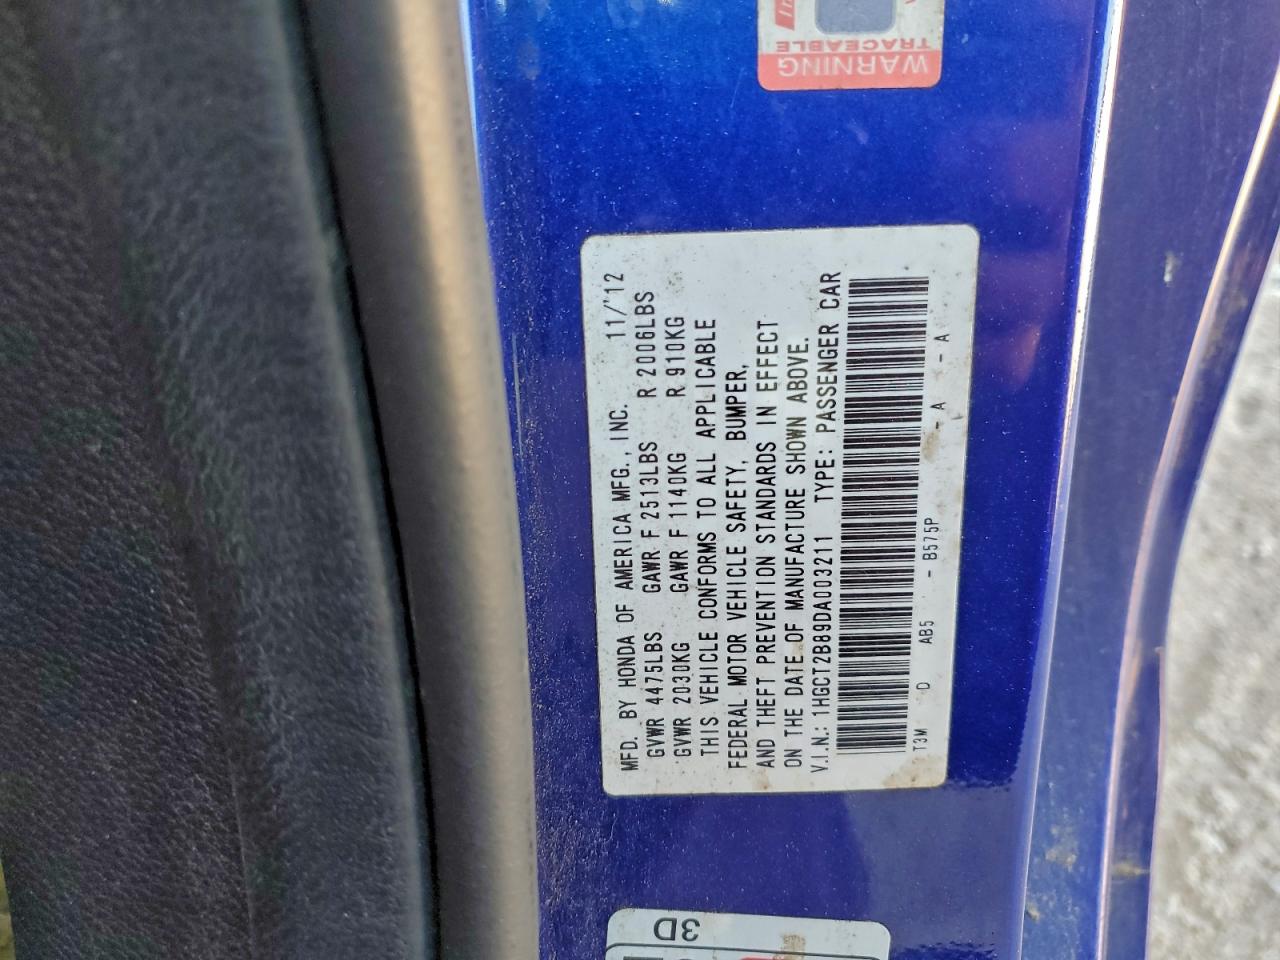 MFD. BY HONDA OF AMERICA MFG., INC. 11/'12
GVWR 4475LBS GAWR F 2513LBS R 2006LBS
GVWR 2030KG GAWR F 1140KG R 910KG
THIS VEHICLE CONFORMS TO ALL APPLICABLE
FEDERAL MOTOR VEHICLE SAFETY, BUMPER,
AND THEFT PREVENTION STANDARDS IN EFFECT
ON THE DATE OF MANUFACTURE SHOWN ABOVE.
V.I.N.: 1HGCT2B89DA003211 TYPE: PASSENGER CAR
T3M D AB5 - B575P - A - A
WARNING
TRACEABLE
3D